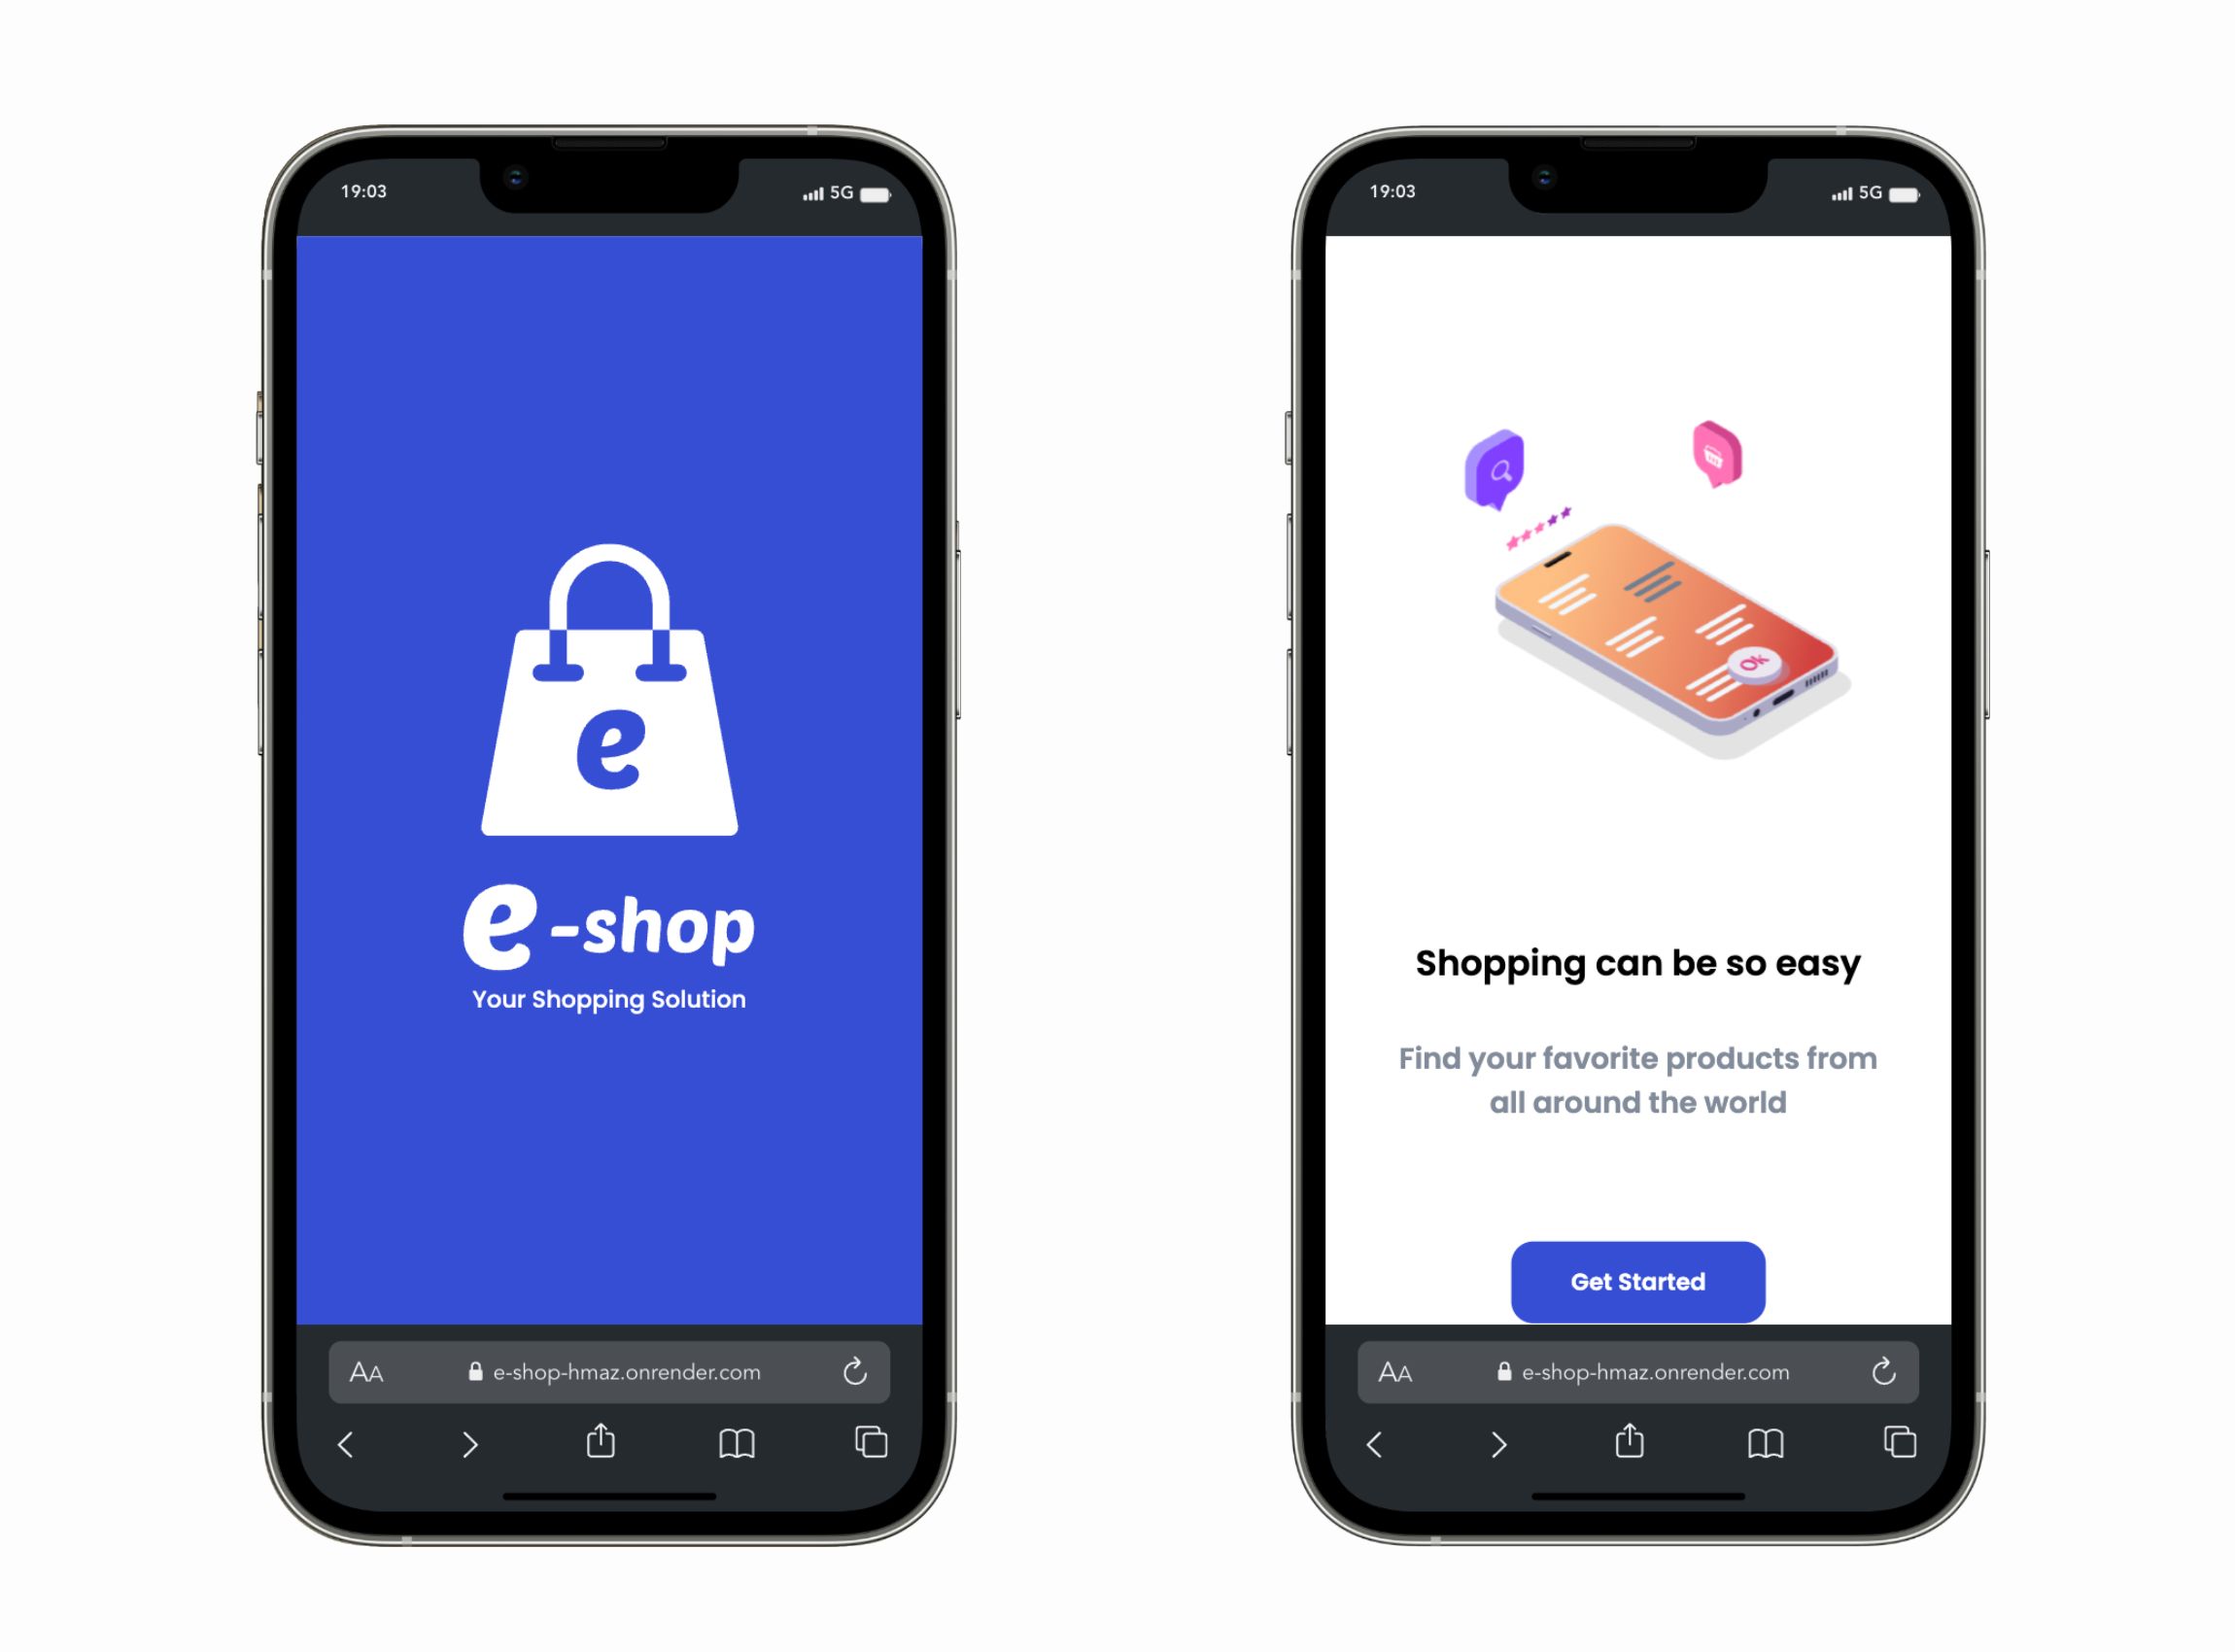 19:03
5G
e
e-shop
Your Shopping Solution
AA
e-shop-hmaz.onrender.com
19:03
5G
Ok
Shopping can be so easy
Find your favorite products from
all around the world
Get Started
AA
e-shop-hmaz.onrender.com